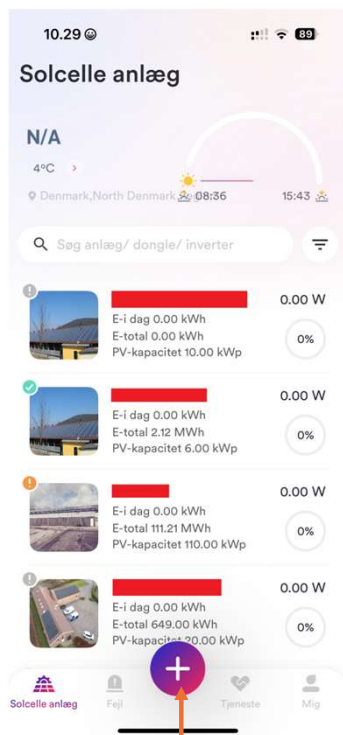 10.29
89
Solcelle anlæg
N/A
4°C >
Denmark,North Denmark
08:36
15:43
Søg anlæg/ dongle/ inverter
0.00 W
E-i dag 0.00 kWh
E-total 0.00 kWh
PV-kapacitet 10.00 kWp
0%
0.00 W
E-i dag 0.00 kWh
E-total 2.12 MWh
PV-kapacitet 6.00 kWp
0%
0.00 W
E-i dag 0.00 kWh
E-total 111.21 MWh
PV-kapacitet 110.00 kWp
0%
0.00 W
E-i dag 0.00 kWh
E-total 649.00 kWh
PV-kapacitet 20.00 kWp
0%
Solcelle anlæg
Fejl
Tjeneste
Mig